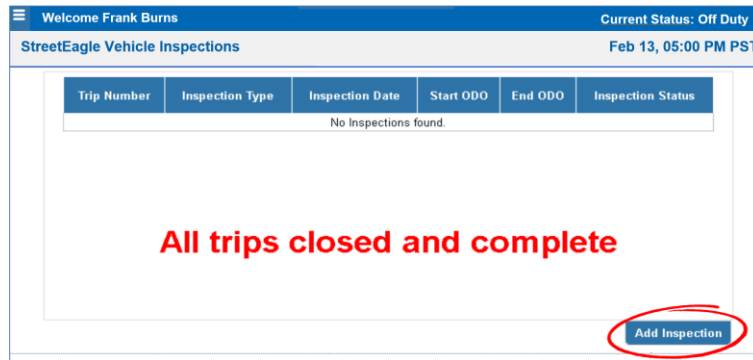 Welcome Frank Burns Current Status: Off Duty
StreetEagle Vehicle Inspections Feb 13, 05:00 PM PST
Trip Number Inspection Type Inspection Date Start ODO End ODO Inspection Status
No Inspections found.
All trips closed and complete
Add Inspection